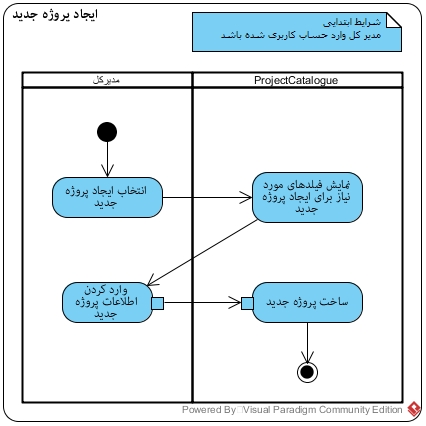 ایجاد پروژه جدید
شرایط ابتدایی
مدیر کل وارد حساب کاربری شده باشد
مدیرکل
ProjectCatalogue
انتخاب ایجاد پروژه
جدید
نمایش فیلدهای مورد
نیاز برای ایجاد پروژه
جدید
وارد کردن
اطلاعات پروژه
جدید
ساخت پروژه جدید
Powered By Visual Paradigm Community Edition